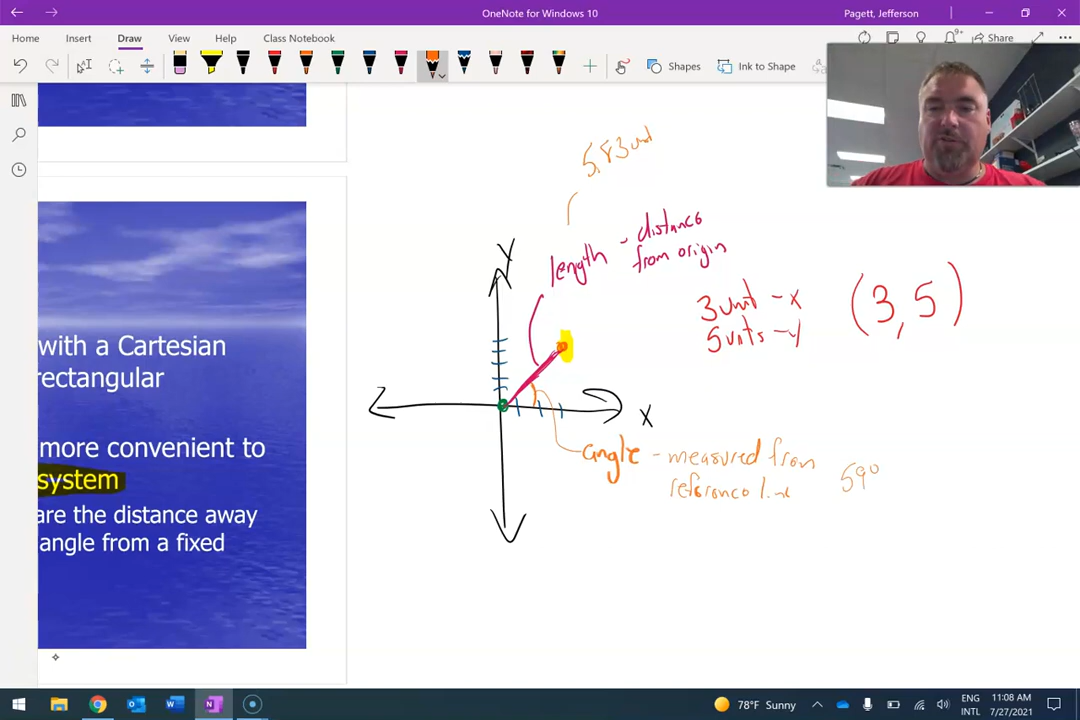 OneNote for Windows 10
Pagett, Jefferson
Home Insert Draw View Help Class Notebook
9+ Share
Shapes Ink to Shape
with a Cartesian
rectangular
more convenient to
system
are the distance away
angle from a fixed
5.83 unit
length - distance
from origin
Y
3 unit - x
5 units - y
(3,5)
X
angle - measured from
reference line 59°
78°F Sunny
ENG
INTL
11:08 AM
7/27/2021